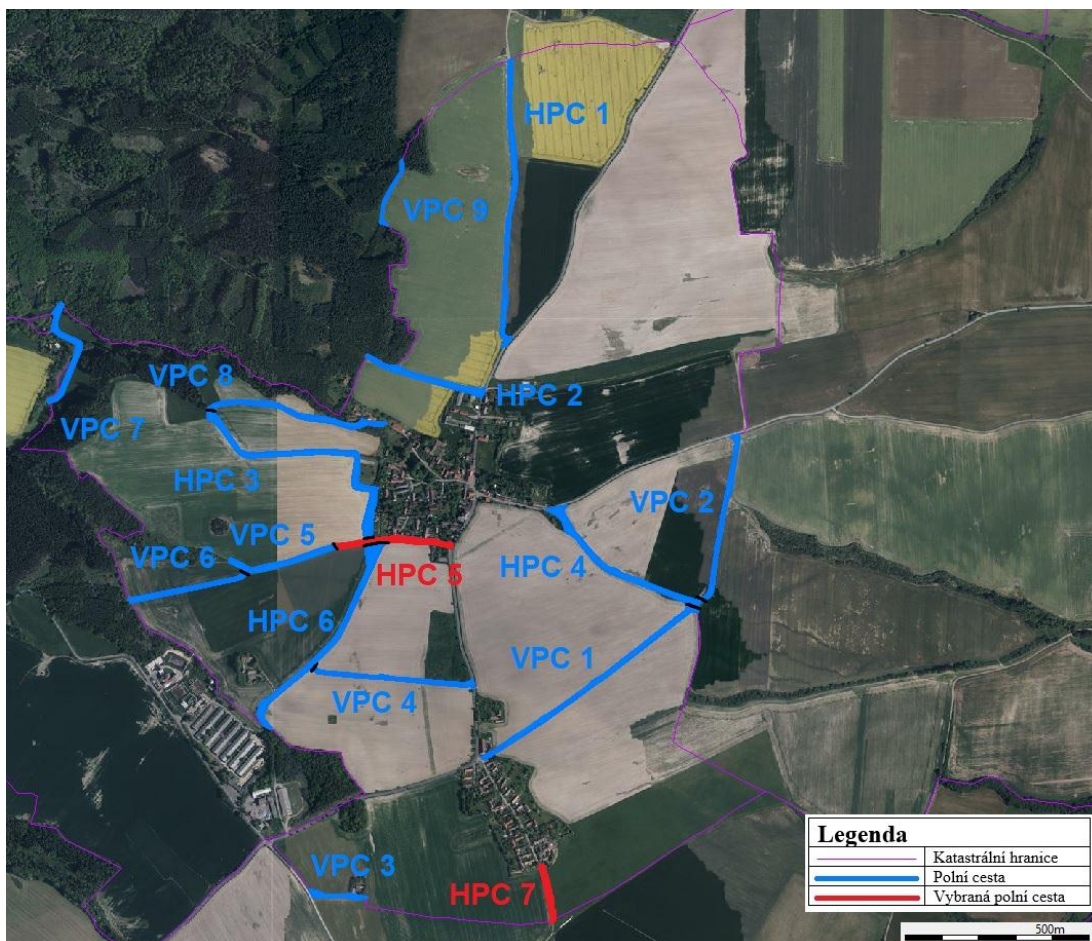 HPC 1
VPC 9
VPC 8
HPC 2
VPC 7
HPC 3
VPC 2
VPC 5
VPC 6
HPC 5
HPC 4
HPC 6
VPC 1
VPC 4
VPC 3
HPC 7
Legenda
Katastrální hranice
Polní cesta
Vybraná polní cesta
500m